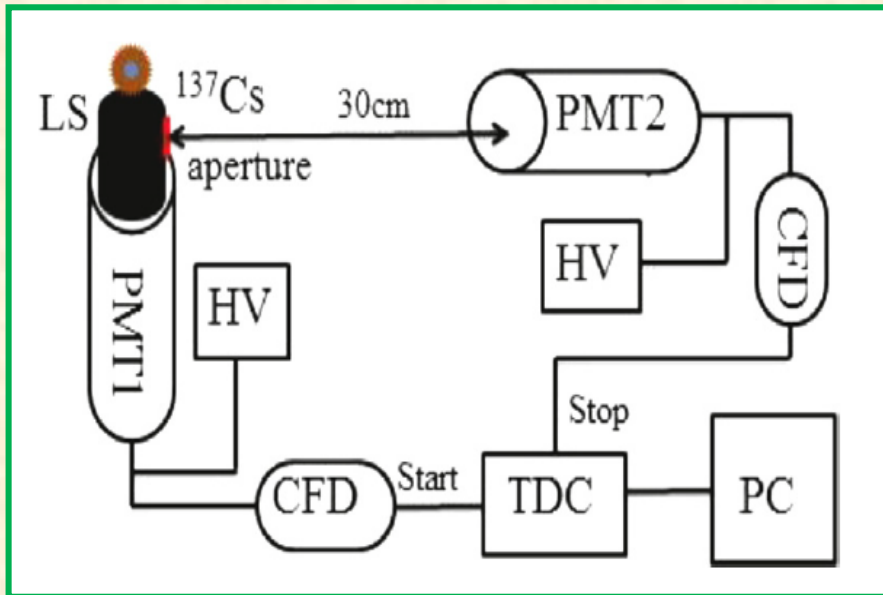 LS
¹³⁷Cs
30cm
PMT2
aperture
PMT1
HV
HV
CFD
Stop
CFD
Start
TDC
PC